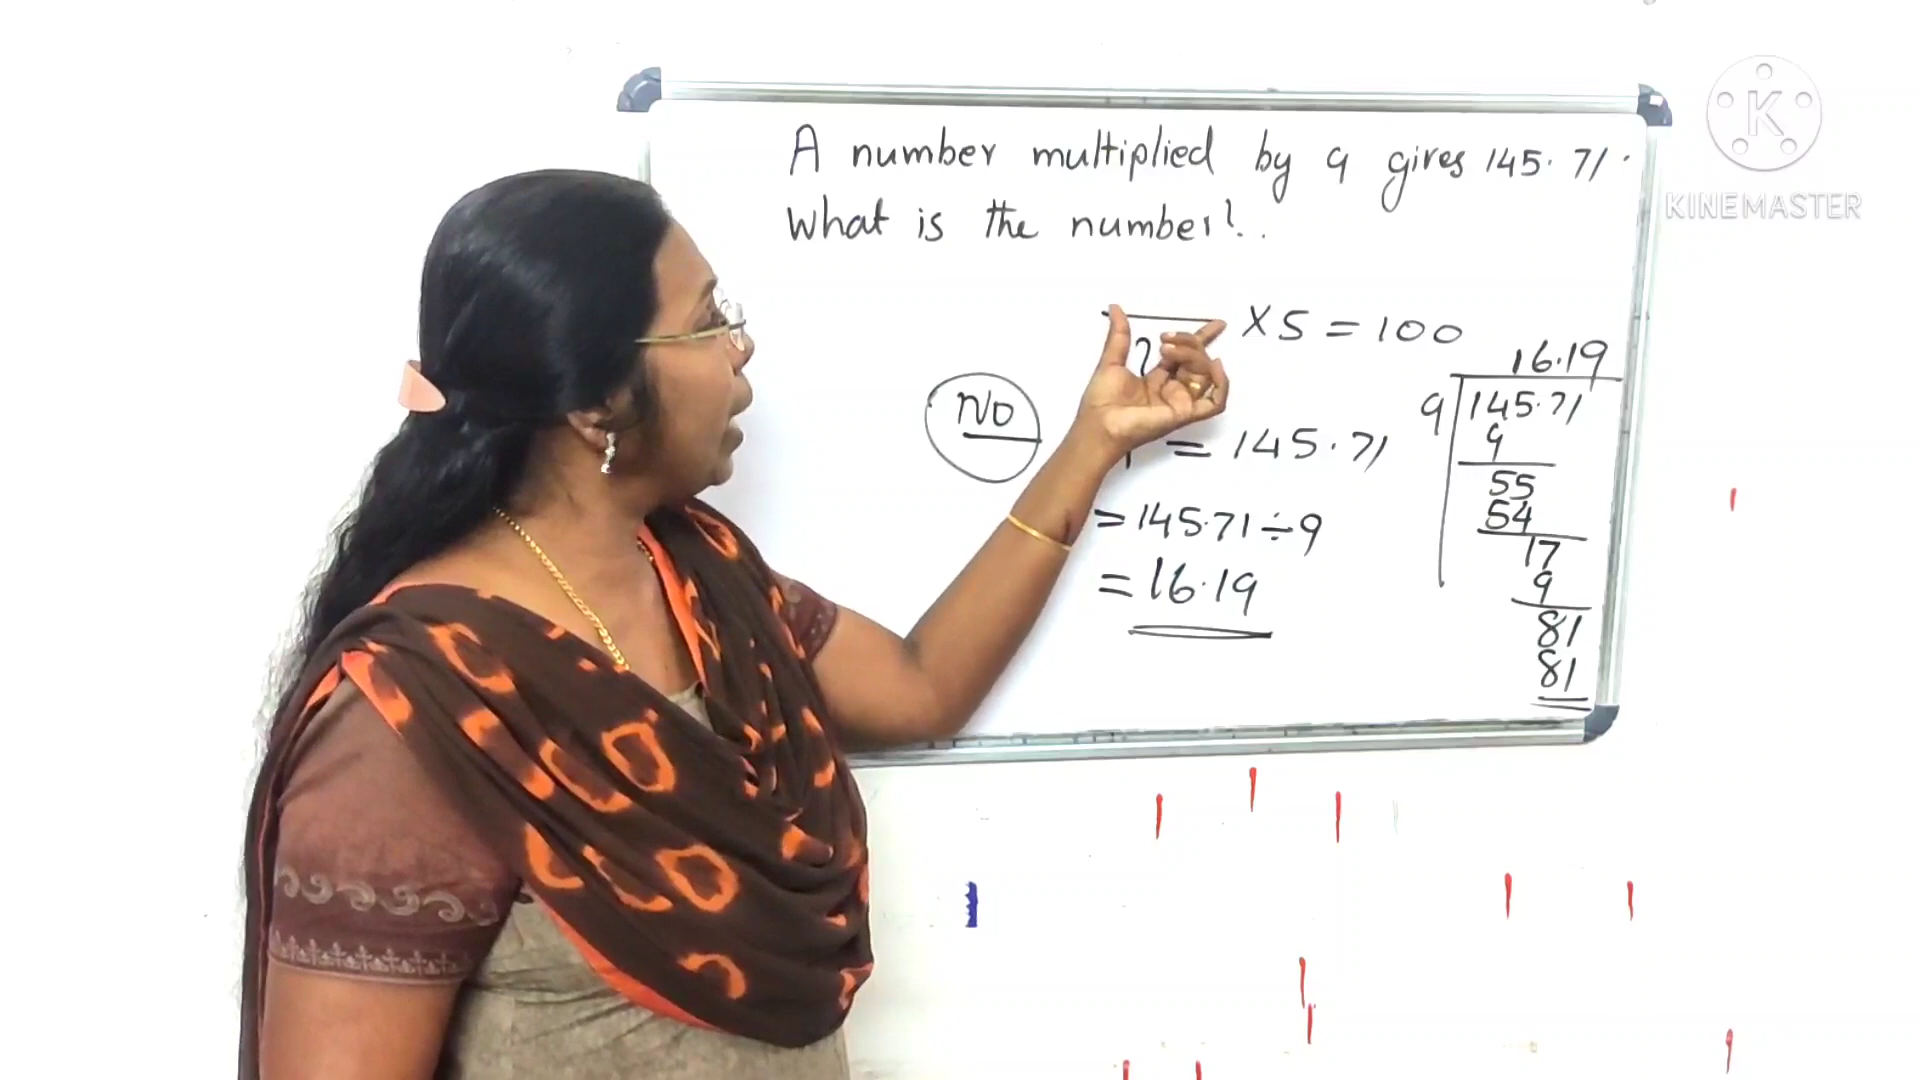 A number multiplied by 9 gives 145.71.
What is the number?..
× 5 = 100
?
NO
= 145.71
= 145.71 ÷ 9
= 16.19
16.19
9 145.71
9
55
54
17
9
81
81
K
KINEMASTER